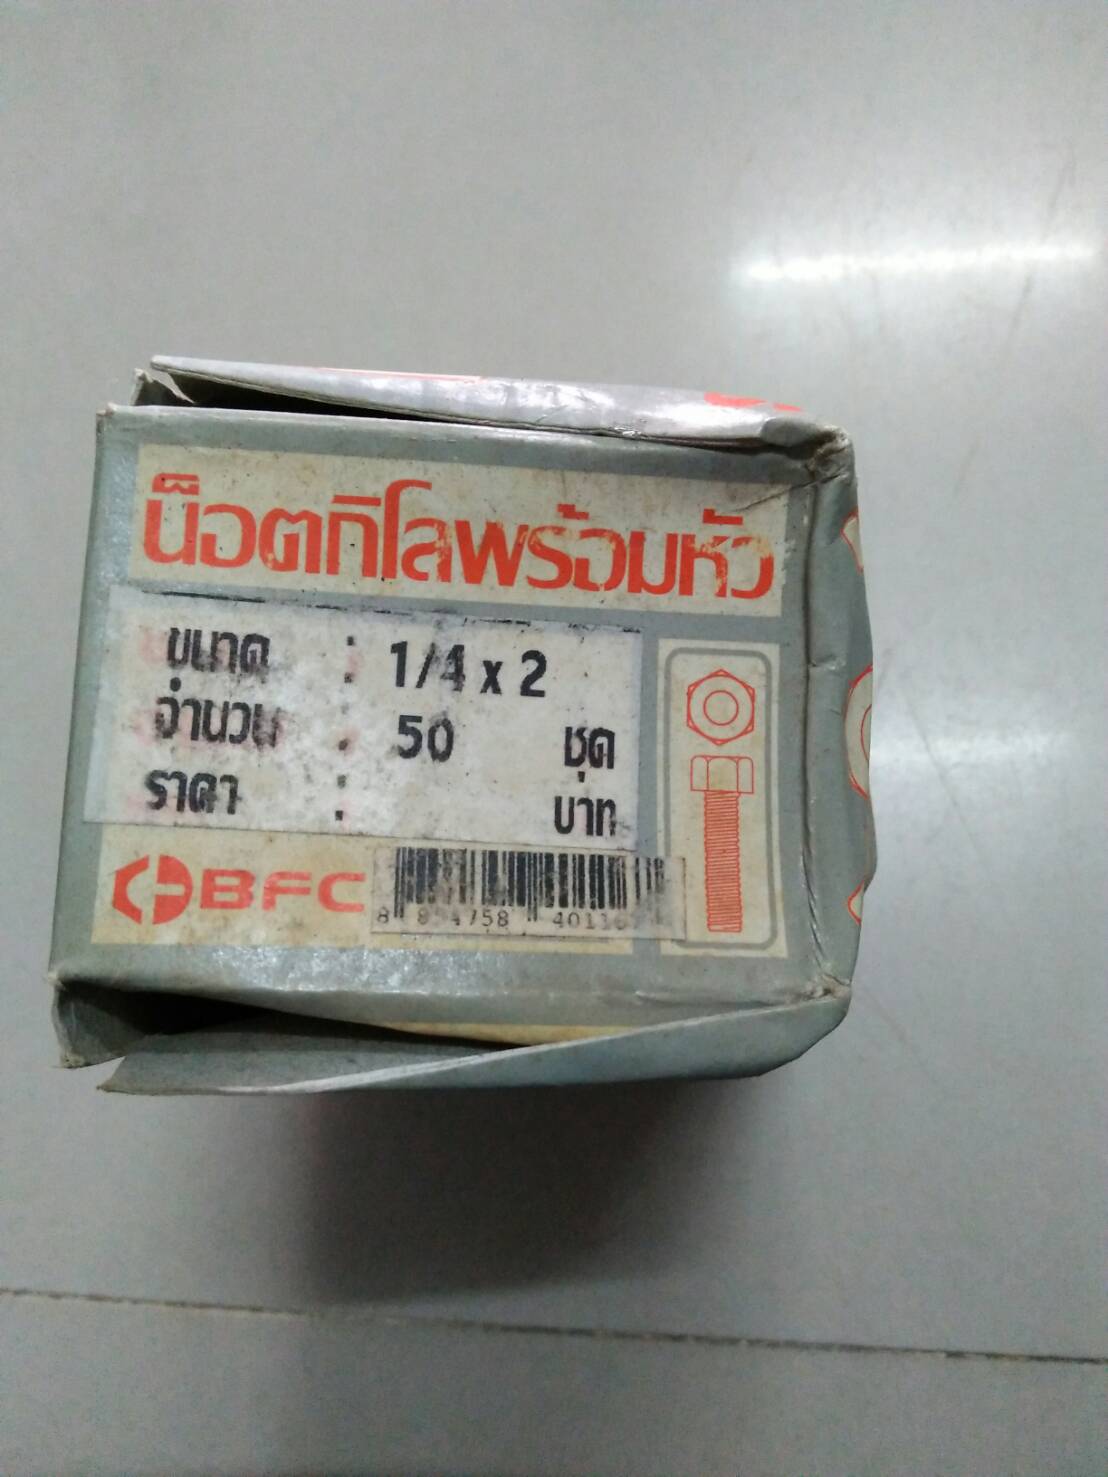 น็อตกิโลพร้อมหัว
ขนาด : 1/4 x 2
จำนวน : 50 ชุด
ราคา : บาท
BFC